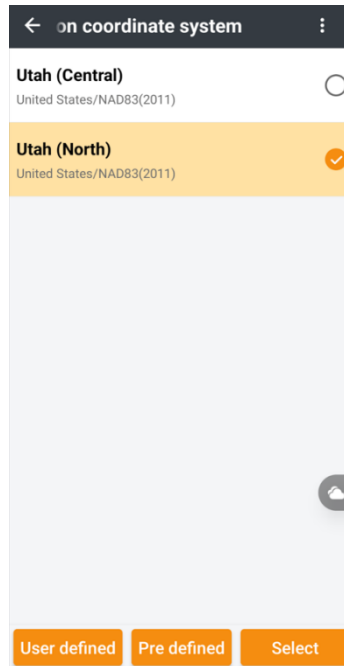 on coordinate system
Utah (Central)
United States/NAD83(2011)
Utah (North)
United States/NAD83(2011)
User defined Pre defined Select